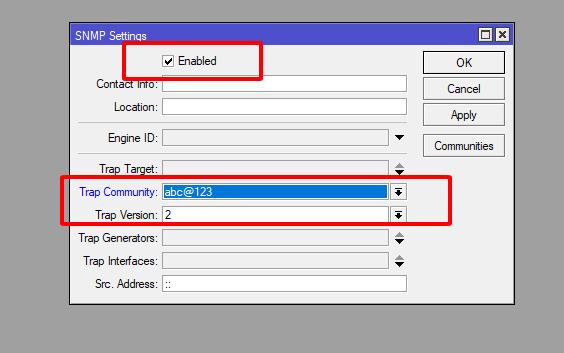 SNMP Settings
Enabled
Contact Info:
Location:
Engine ID:
Trap Target:
Trap Community: abc@123
Trap Version: 2
Trap Generators:
Trap Interfaces:
Src. Address: ::
OK
Cancel
Apply
Communities